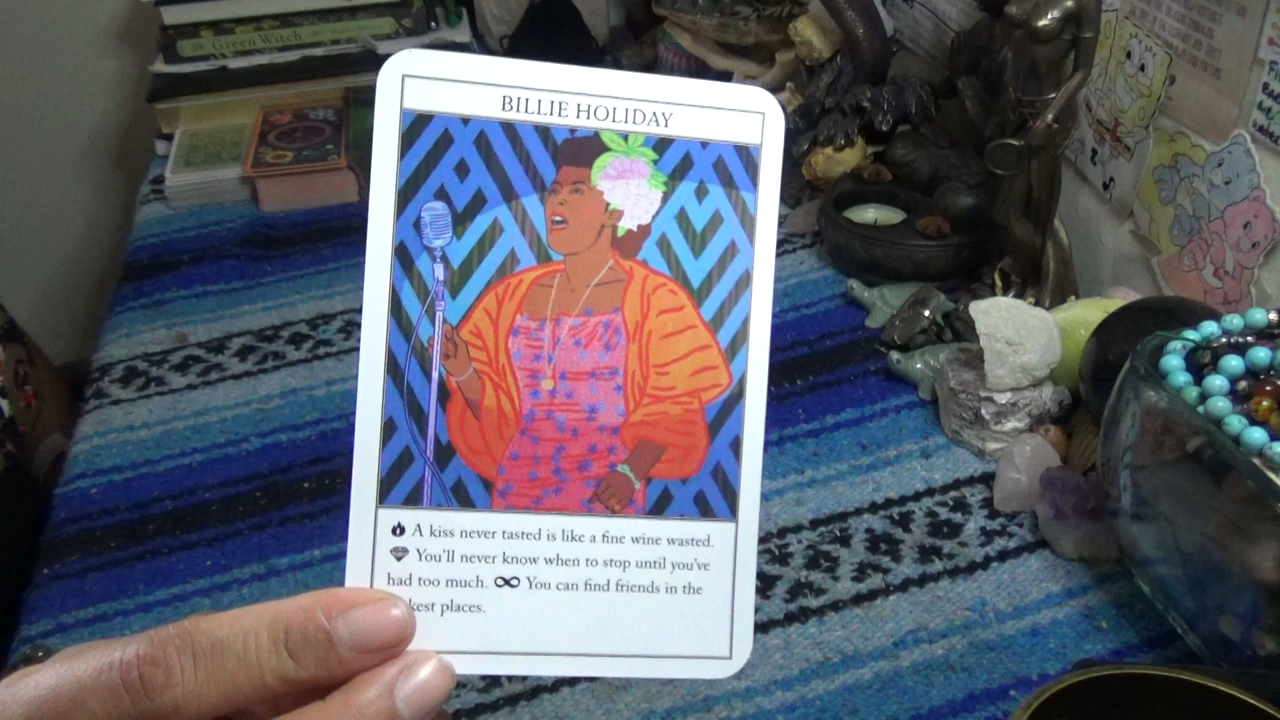 Green Witch
BILLIE HOLIDAY
A kiss never tasted is like a fine wine wasted.
You'll never know when to stop until you've
had too much. You can find friends in the
kest places.